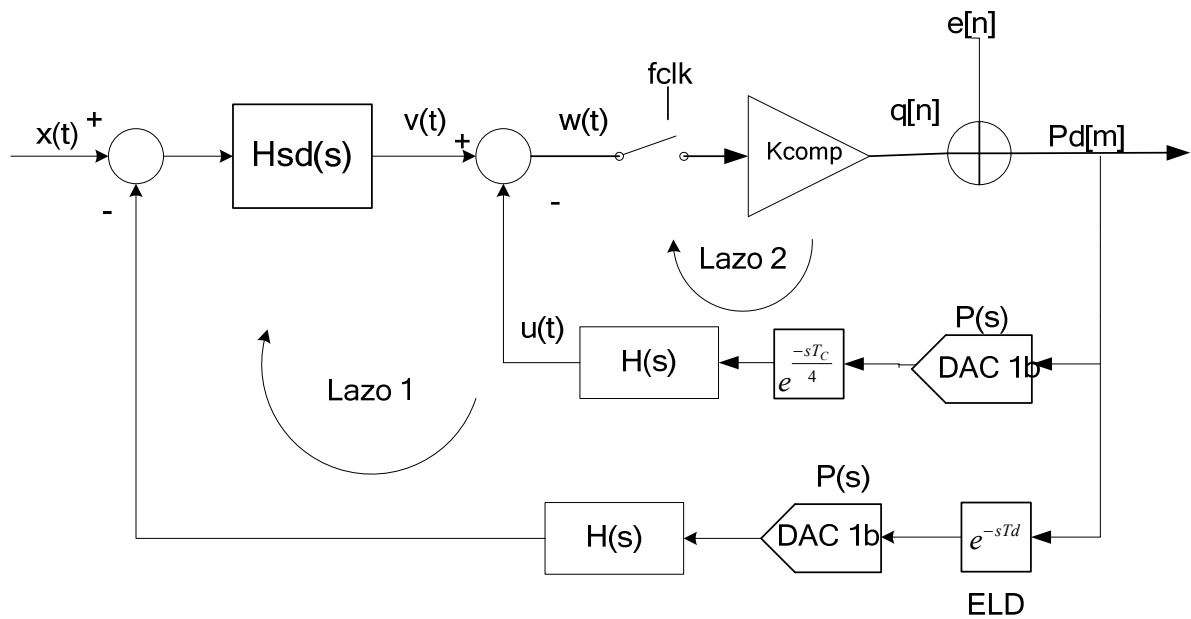 e[n]
fclk
x(t) + v(t) + w(t) q[n] Pd[m]
Hsd(s) Kcomp
- -
Lazo 2
u(t) P(s)
H(s) e^{-sT_C/4} DAC 1b
Lazo 1
P(s)
H(s) DAC 1b e^{-sTd}
ELD